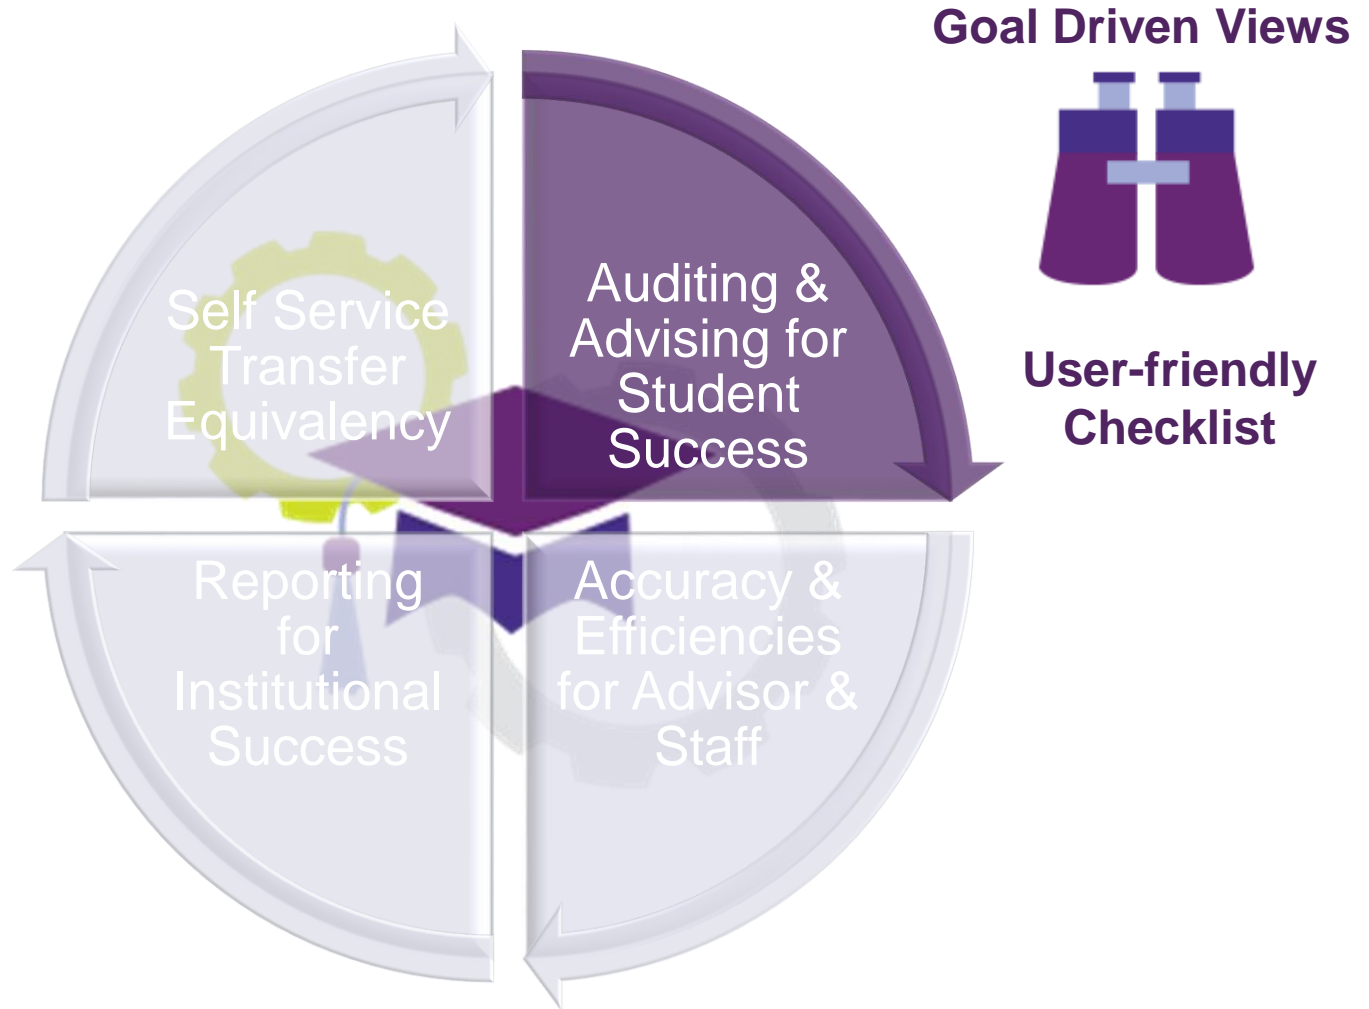 Goal Driven Views
Self Service
Transfer
Equivalency
Auditing &
Advising for
Student
Success
User-friendly
Checklist
Reporting
for
Institutional
Success
Accuracy &
Efficiencies
for Advisor &
Staff